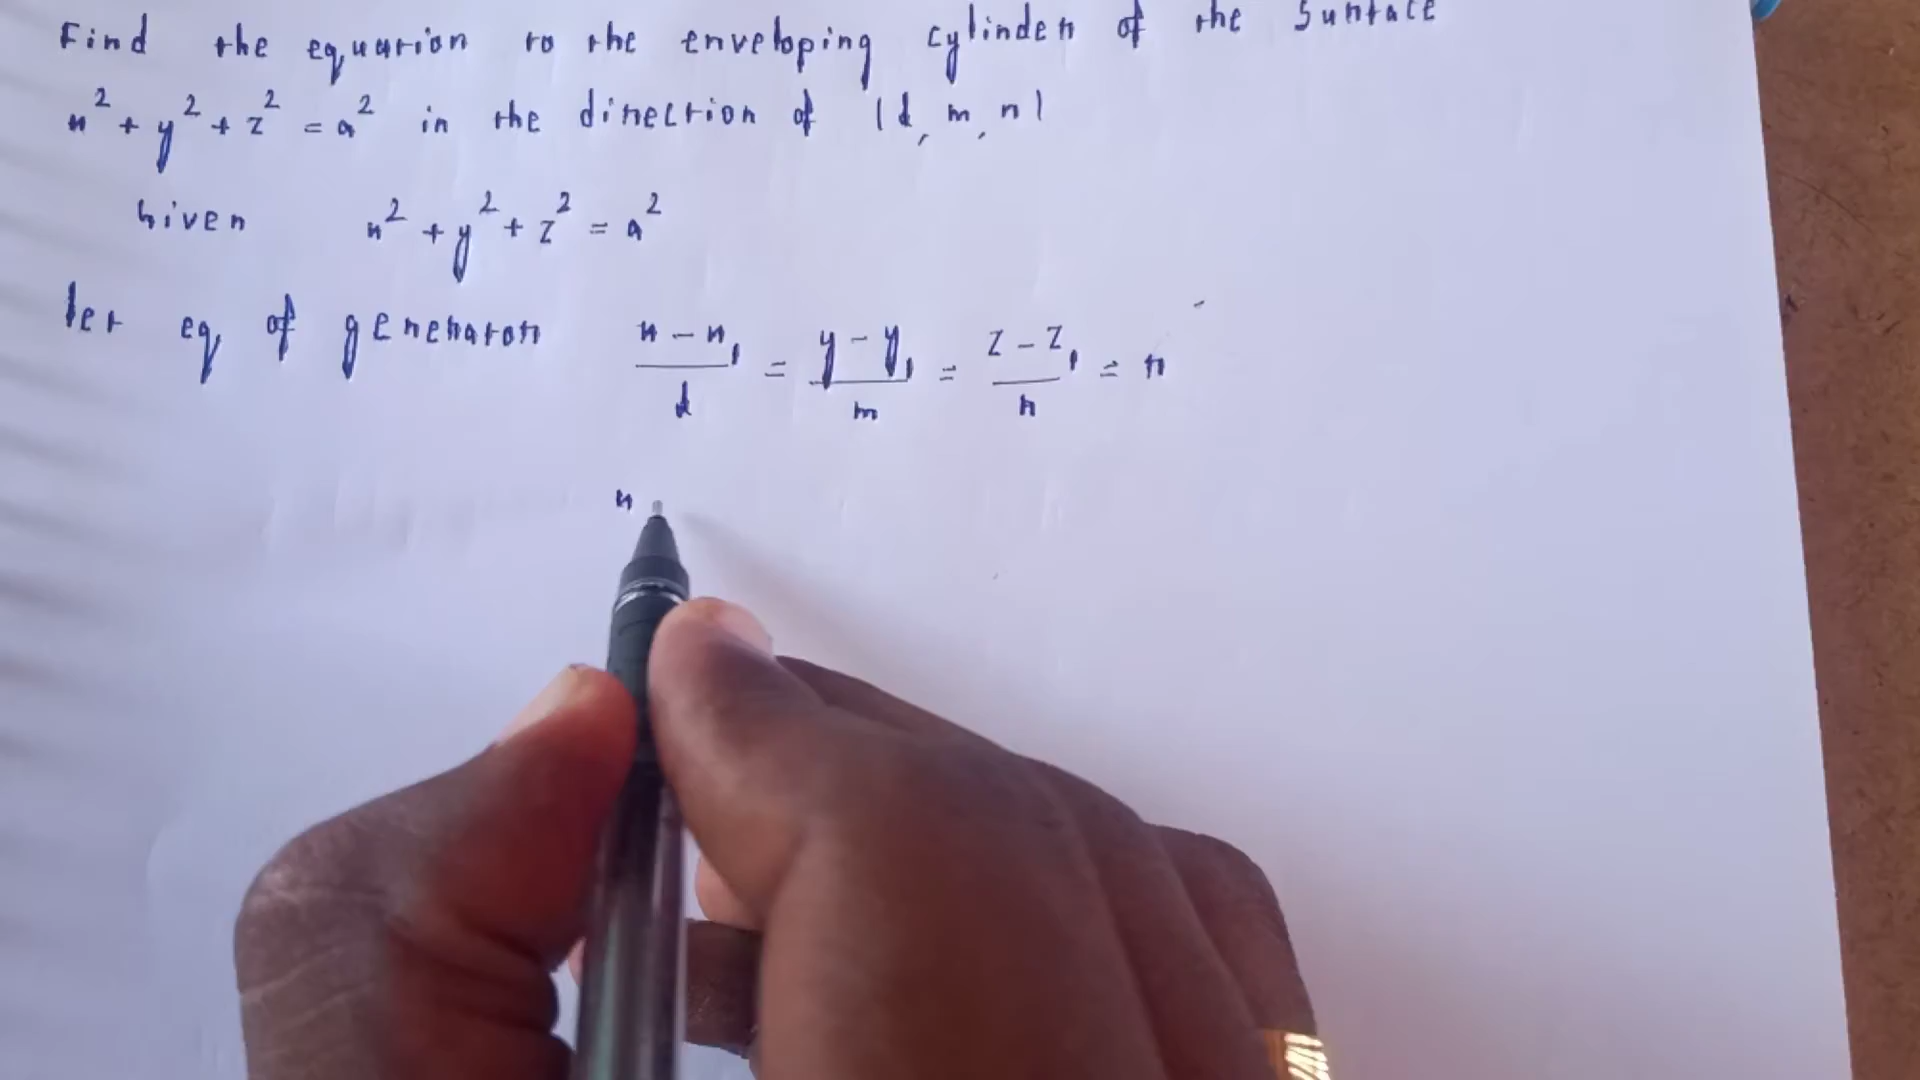 Find the equation to the enveloping cylinder of the surface
x² + y² + z² = a² in the direction of (l, m, n)
Given x² + y² + z² = a²
let eq of generator (x - x₁)/l = (y - y₁)/m = (z - z₁)/n = r
x